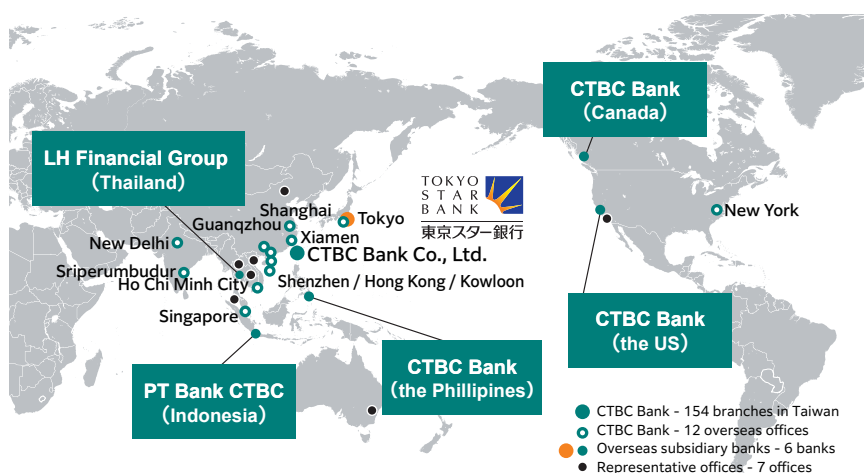 CTBC Bank
(Canada)
LH Financial Group
(Thailand)
TOKYO
STAR
BANK
東京スター銀行
Shanghai
Tokyo
Guanqzhou
Xiamen
New York
New Delhi
CTBC Bank Co., Ltd.
Sriperumbudur
Ho Chi Minh City
Shenzhen / Hong Kong / Kowloon
Singapore
CTBC Bank
(the US)
CTBC Bank
(the Phillipines)
PT Bank CTBC
(Indonesia)
CTBC Bank – 154 branches in Taiwan
CTBC Bank – 12 overseas offices
Overseas subsidiary banks – 6 banks
Representative offices – 7 offices